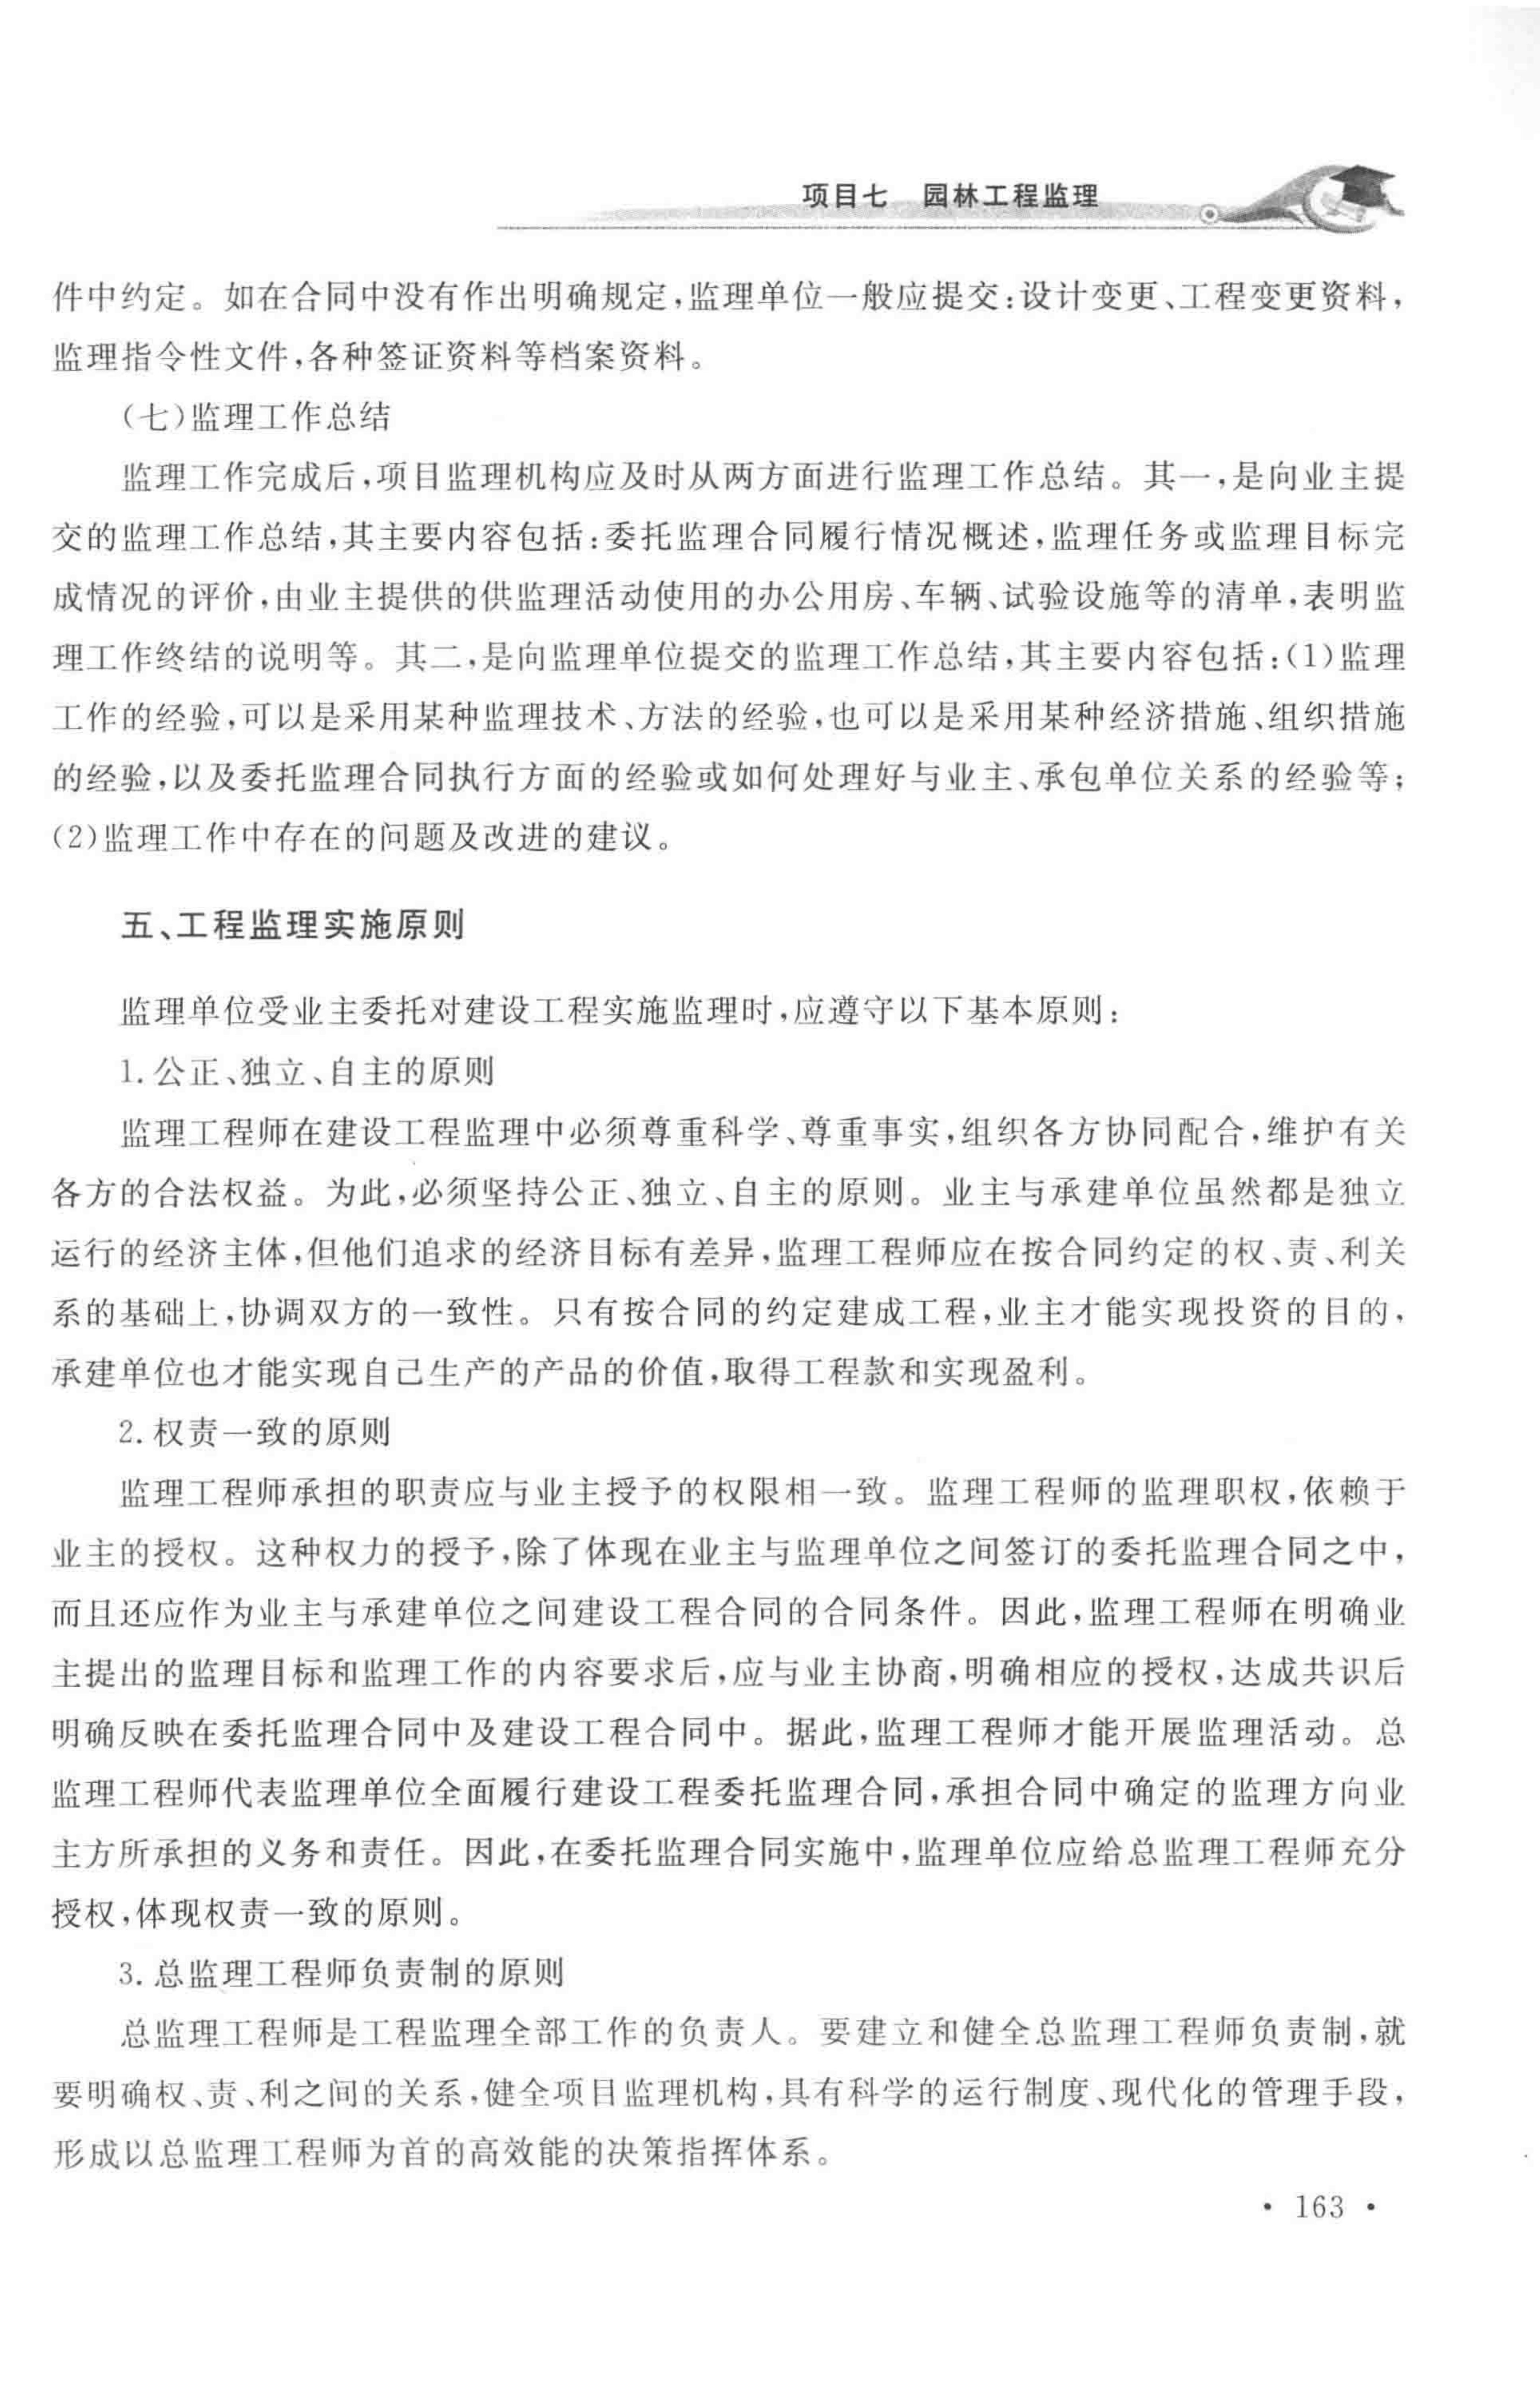 项目七　园林工程监理
件中约定。如在合同中没有作出明确规定,监理单位一般应提交:设计变更、工程变更资料,
监理指令性文件,各种签证资料等档案资料。
(七)监理工作总结
监理工作完成后,项目监理机构应及时从两方面进行监理工作总结。其一,是向业主提
交的监理工作总结,其主要内容包括:委托监理合同履行情况概述,监理任务或监理目标完
成情况的评价,由业主提供的供监理活动使用的办公用房、车辆、试验设施等的清单,表明监
理工作终结的说明等。其二,是向监理单位提交的监理工作总结,其主要内容包括:(1)监理
工作的经验,可以是采用某种监理技术、方法的经验,也可以是采用某种经济措施、组织措施
的经验,以及委托监理合同执行方面的经验或如何处理好与业主、承包单位关系的经验等;
(2)监理工作中存在的问题及改进的建议。
五、工程监理实施原则
监理单位受业主委托对建设工程实施监理时,应遵守以下基本原则:
1.公正、独立、自主的原则
监理工程师在建设工程监理中必须尊重科学、尊重事实,组织各方协同配合,维护有关
各方的合法权益。为此,必须坚持公正、独立、自主的原则。业主与承建单位虽然都是独立
运行的经济主体,但他们追求的经济目标有差异,监理工程师应在按合同约定的权、责、利关
系的基础上,协调双方的一致性。只有按合同的约定建成工程,业主才能实现投资的目的,
承建单位也才能实现自己生产的产品的价值,取得工程款和实现盈利。
2.权责一致的原则
监理工程师承担的职责应与业主授予的权限相一致。监理工程师的监理职权,依赖于
业主的授权。这种权力的授予,除了体现在业主与监理单位之间签订的委托监理合同之中,
而且还应作为业主与承建单位之间建设工程合同的合同条件。因此,监理工程师在明确业
主提出的监理目标和监理工作的内容要求后,应与业主协商,明确相应的授权,达成共识后
明确反映在委托监理合同中及建设工程合同中。据此,监理工程师才能开展监理活动。总
监理工程师代表监理单位全面履行建设工程委托监理合同,承担合同中确定的监理方向业
主方所承担的义务和责任。因此,在委托监理合同实施中,监理单位应给总监理工程师充分
授权,体现权责一致的原则。
3.总监理工程师负责制的原则
总监理工程师是工程监理全部工作的负责人。要建立和健全总监理工程师负责制,就
要明确权、责、利之间的关系,健全项目监理机构,具有科学的运行制度、现代化的管理手段,
形成以总监理工程师为首的高效能的决策指挥体系。
• 163 •